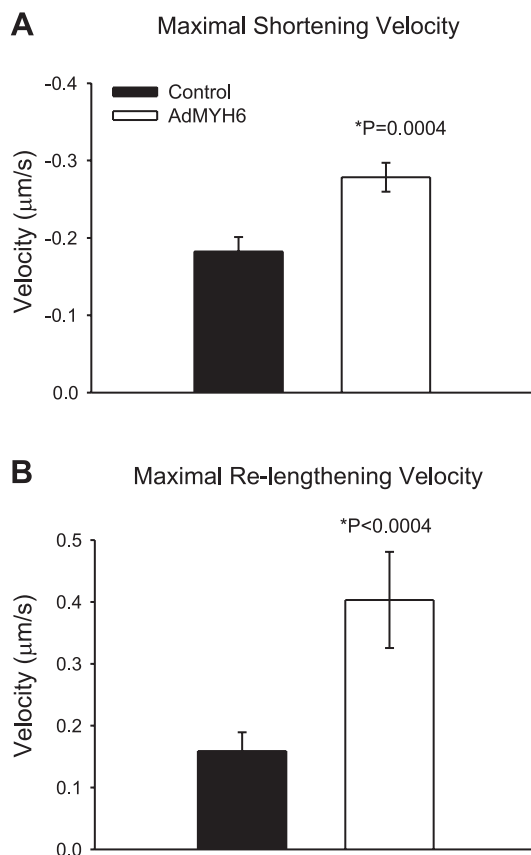 A
Maximal Shortening Velocity
Velocity (μm/s)
-0.4
-0.3
-0.2
-0.1
0.0
Control
AdMYH6
*P=0.0004
B
Maximal Re-lengthening Velocity
Velocity (μm/s)
0.5
0.4
0.3
0.2
0.1
0.0
*P<0.0004